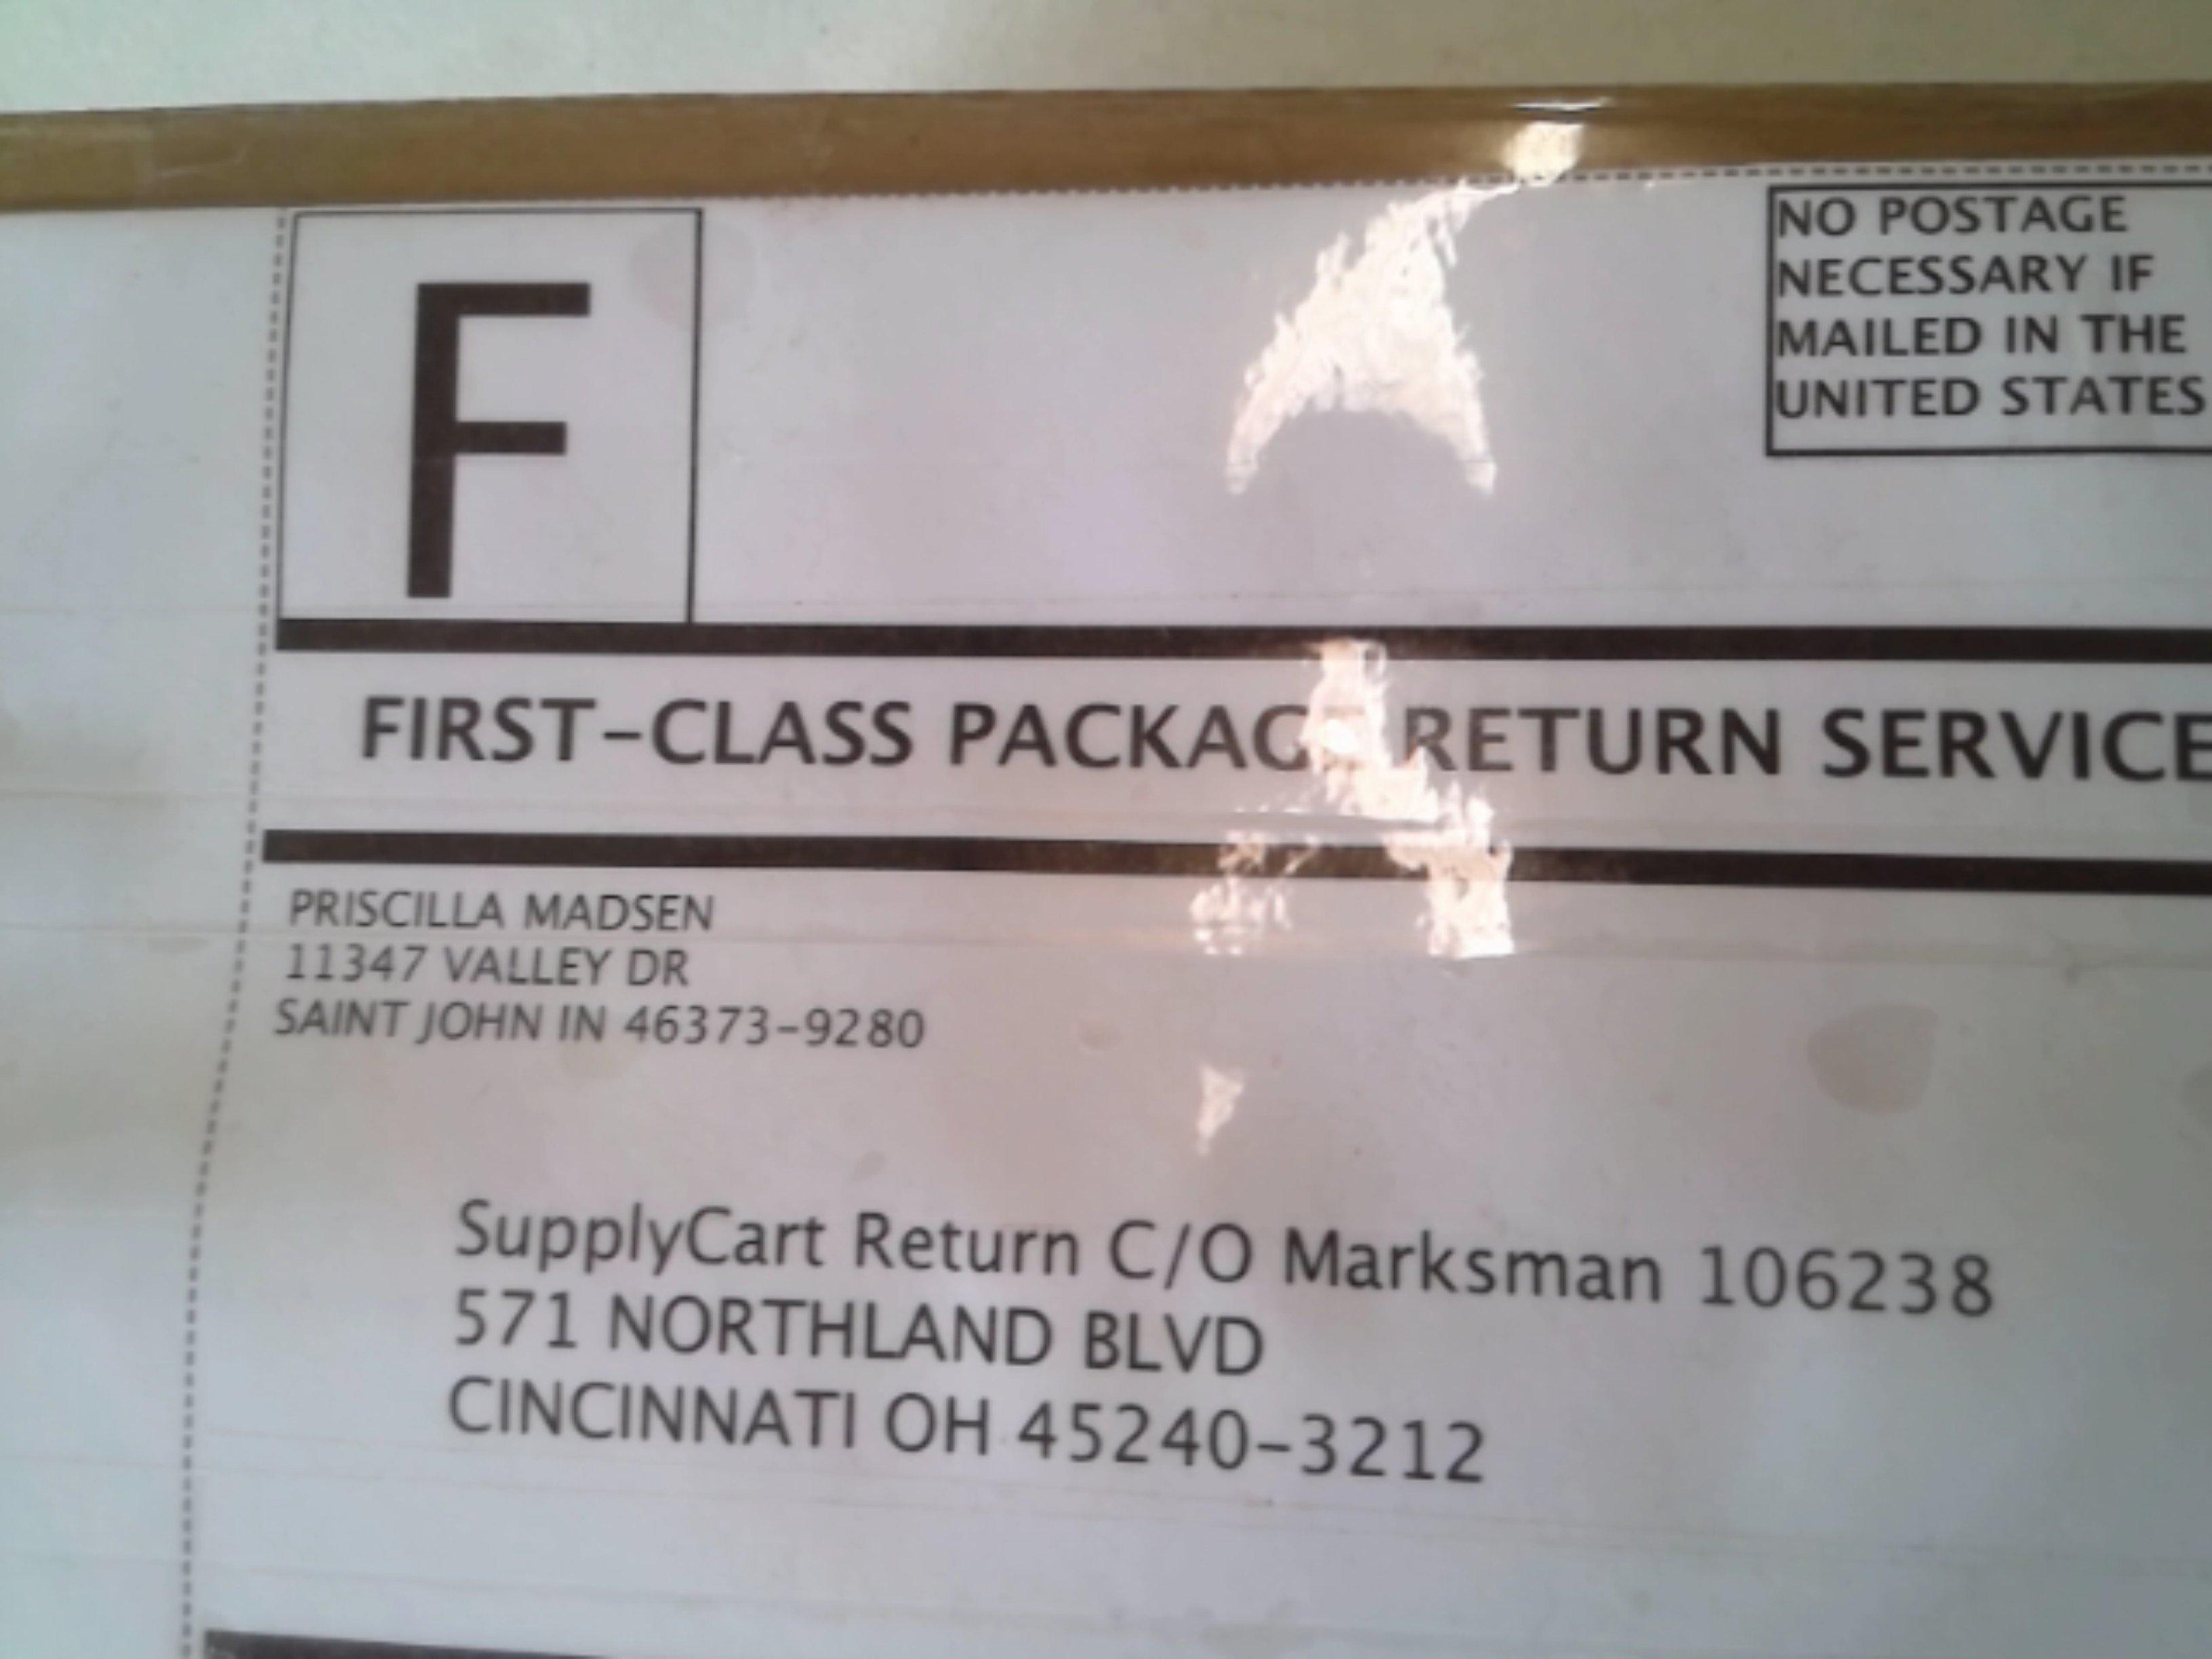 F
NO POSTAGE
NECESSARY IF
MAILED IN THE
UNITED STATES
FIRST-CLASS PACKAGE RETURN SERVICE
PRISCILLA MADSEN
11347 VALLEY DR
SAINT JOHN IN 46373-9280
SupplyCart Return C/O Marksman 106238
571 NORTHLAND BLVD
CINCINNATI OH 45240-3212